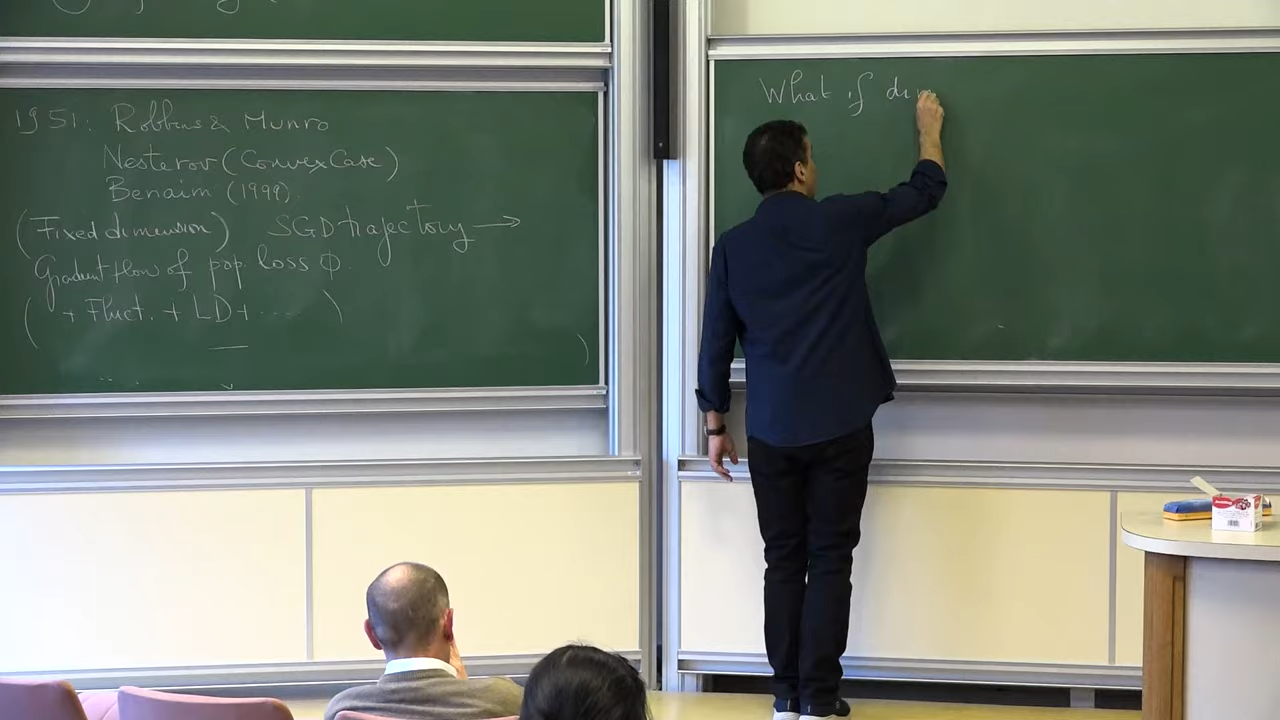 1951: Robbins & Munro
Nesterov (Convex Case)
Benaim (1999).
(Fixed dimension) SGD trajectory →
Gradient flow of pop. loss Φ.
( + Fluct. + LD + .... )
What if dim